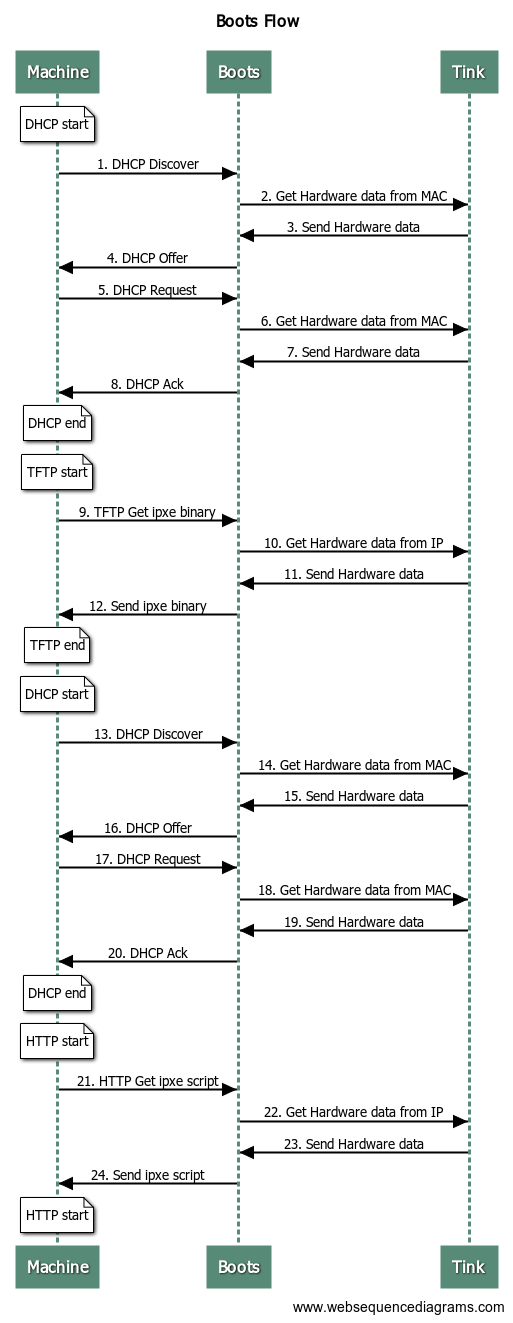 Boots Flow
Machine
Boots
Tink
DHCP start
1. DHCP Discover
2. Get Hardware data from MAC
3. Send Hardware data
4. DHCP Offer
5. DHCP Request
6. Get Hardware data from MAC
7. Send Hardware data
8. DHCP Ack
DHCP end
TFTP start
9. TFTP Get ipxe binary
10. Get Hardware data from IP
11. Send Hardware data
12. Send ipxe binary
TFTP end
DHCP start
13. DHCP Discover
14. Get Hardware data from MAC
15. Send Hardware data
16. DHCP Offer
17. DHCP Request
18. Get Hardware data from MAC
19. Send Hardware data
20. DHCP Ack
DHCP end
HTTP start
21. HTTP Get ipxe script
22. Get Hardware data from IP
23. Send Hardware data
24. Send ipxe script
HTTP start
Machine
Boots
Tink
www.websequencediagrams.com